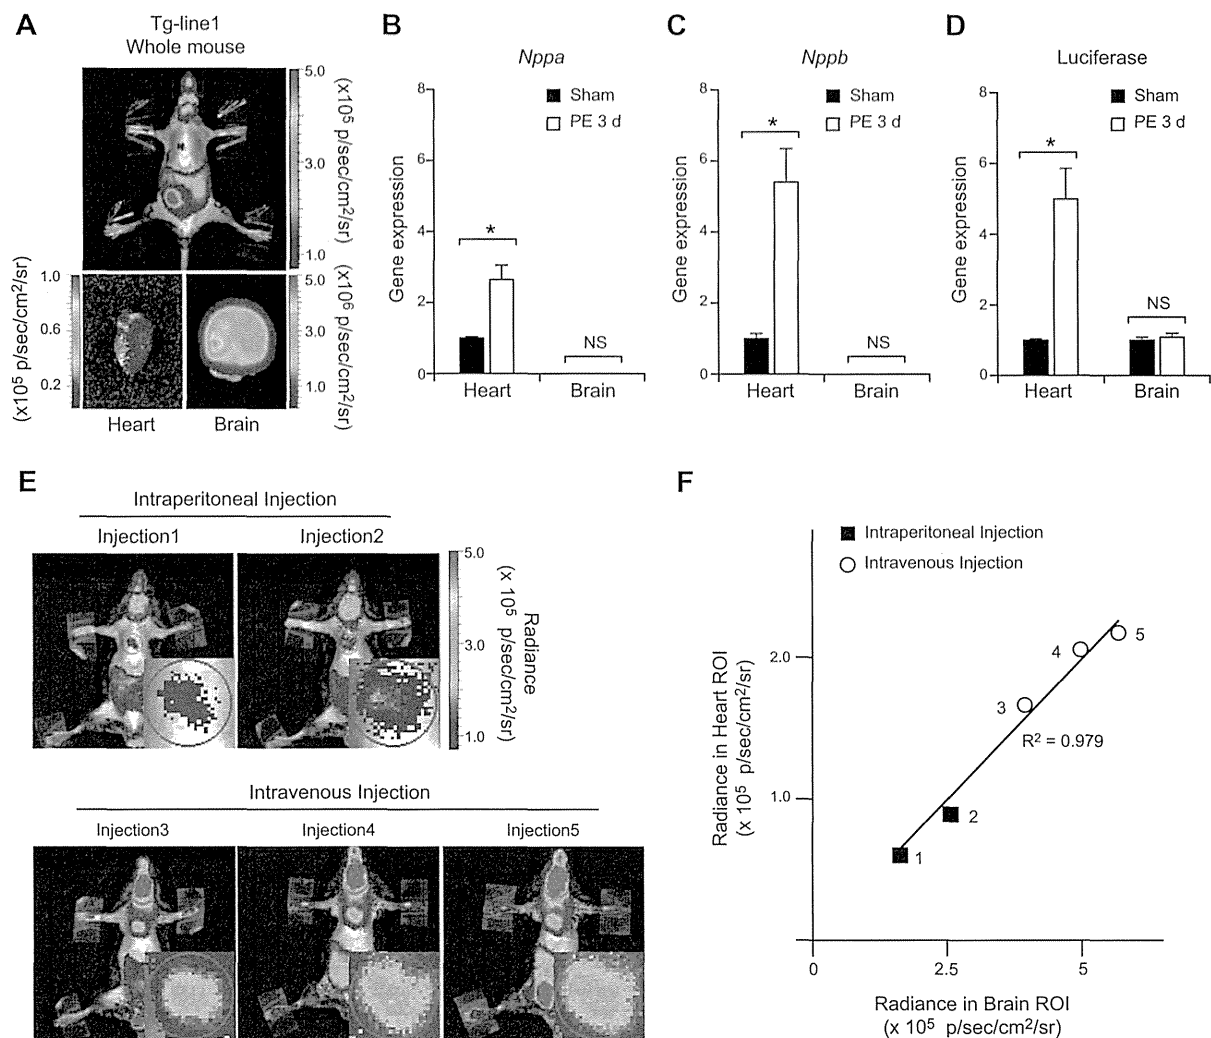 A
Tg-line1
Whole mouse
5.0
3.0
1.0
(x10⁵ p/sec/cm²/sr)
1.0
0.6
0.2
(x10⁵ p/sec/cm²/sr)
5.0
3.0
1.0
(x10⁶ p/sec/cm²/sr)
Heart
Brain
B
Nppa
Sham
PE 3 d
Gene expression
8
6
4
2
0
*
NS
Heart
Brain
C
Nppb
Sham
PE 3 d
Gene expression
8
6
4
2
0
*
NS
Heart
Brain
D
Luciferase
Sham
PE 3 d
Gene expression
8
6
4
2
0
*
NS
Heart
Brain
E
Intraperitoneal Injection
Injection1
Injection2
5.0
3.0
1.0
Radiance
(x 10⁵ p/sec/cm²/sr)
Intravenous Injection
Injection3
Injection4
Injection5
F
Intraperitoneal Injection
Intravenous Injection
Radiance in Heart ROI
(x 10⁵ p/sec/cm²/sr)
2.0
1.0
1
2
3
4
5
R² = 0.979
0
2.5
5
Radiance in Brain ROI
(x 10⁵ p/sec/cm²/sr)